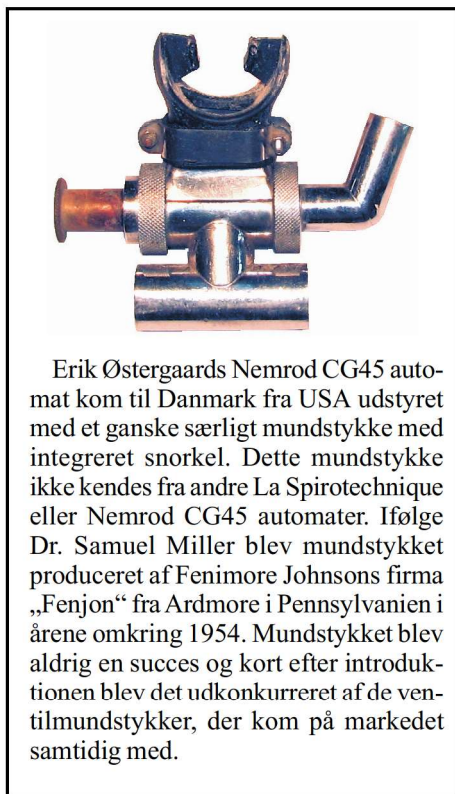 Erik Østergaards Nemrod CG45 auto-
mat kom til Danmark fra USA udstyret
med et ganske særligt mundstykke med
integreret snorkel. Dette mundstykke
ikke kendes fra andre La Spirotechnique
eller Nemrod CG45 automater. Ifølge
Dr. Samuel Miller blev mundstykket
produceret af Fenimore Johnsons firma
„Fenjon“ fra Ardmore i Pennsylvanien i
årene omkring 1954. Mundstykket blev
aldrig en succes og kort efter introduk-
tionen blev det udkonkurreret af de ven-
tilmundstykker, der kom på markedet
samtidig med.